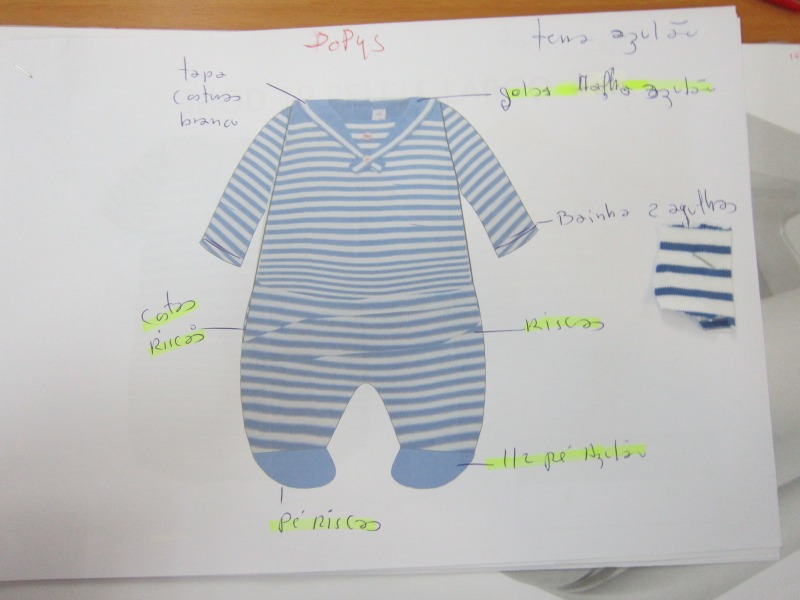 DOPYS
tema azulão
tapa
costuras
branco
golas Malha azulão
Bainha 2 agulhas
Costas
Riscas
Riscas
1/2 pé Azulão
Pé Riscas